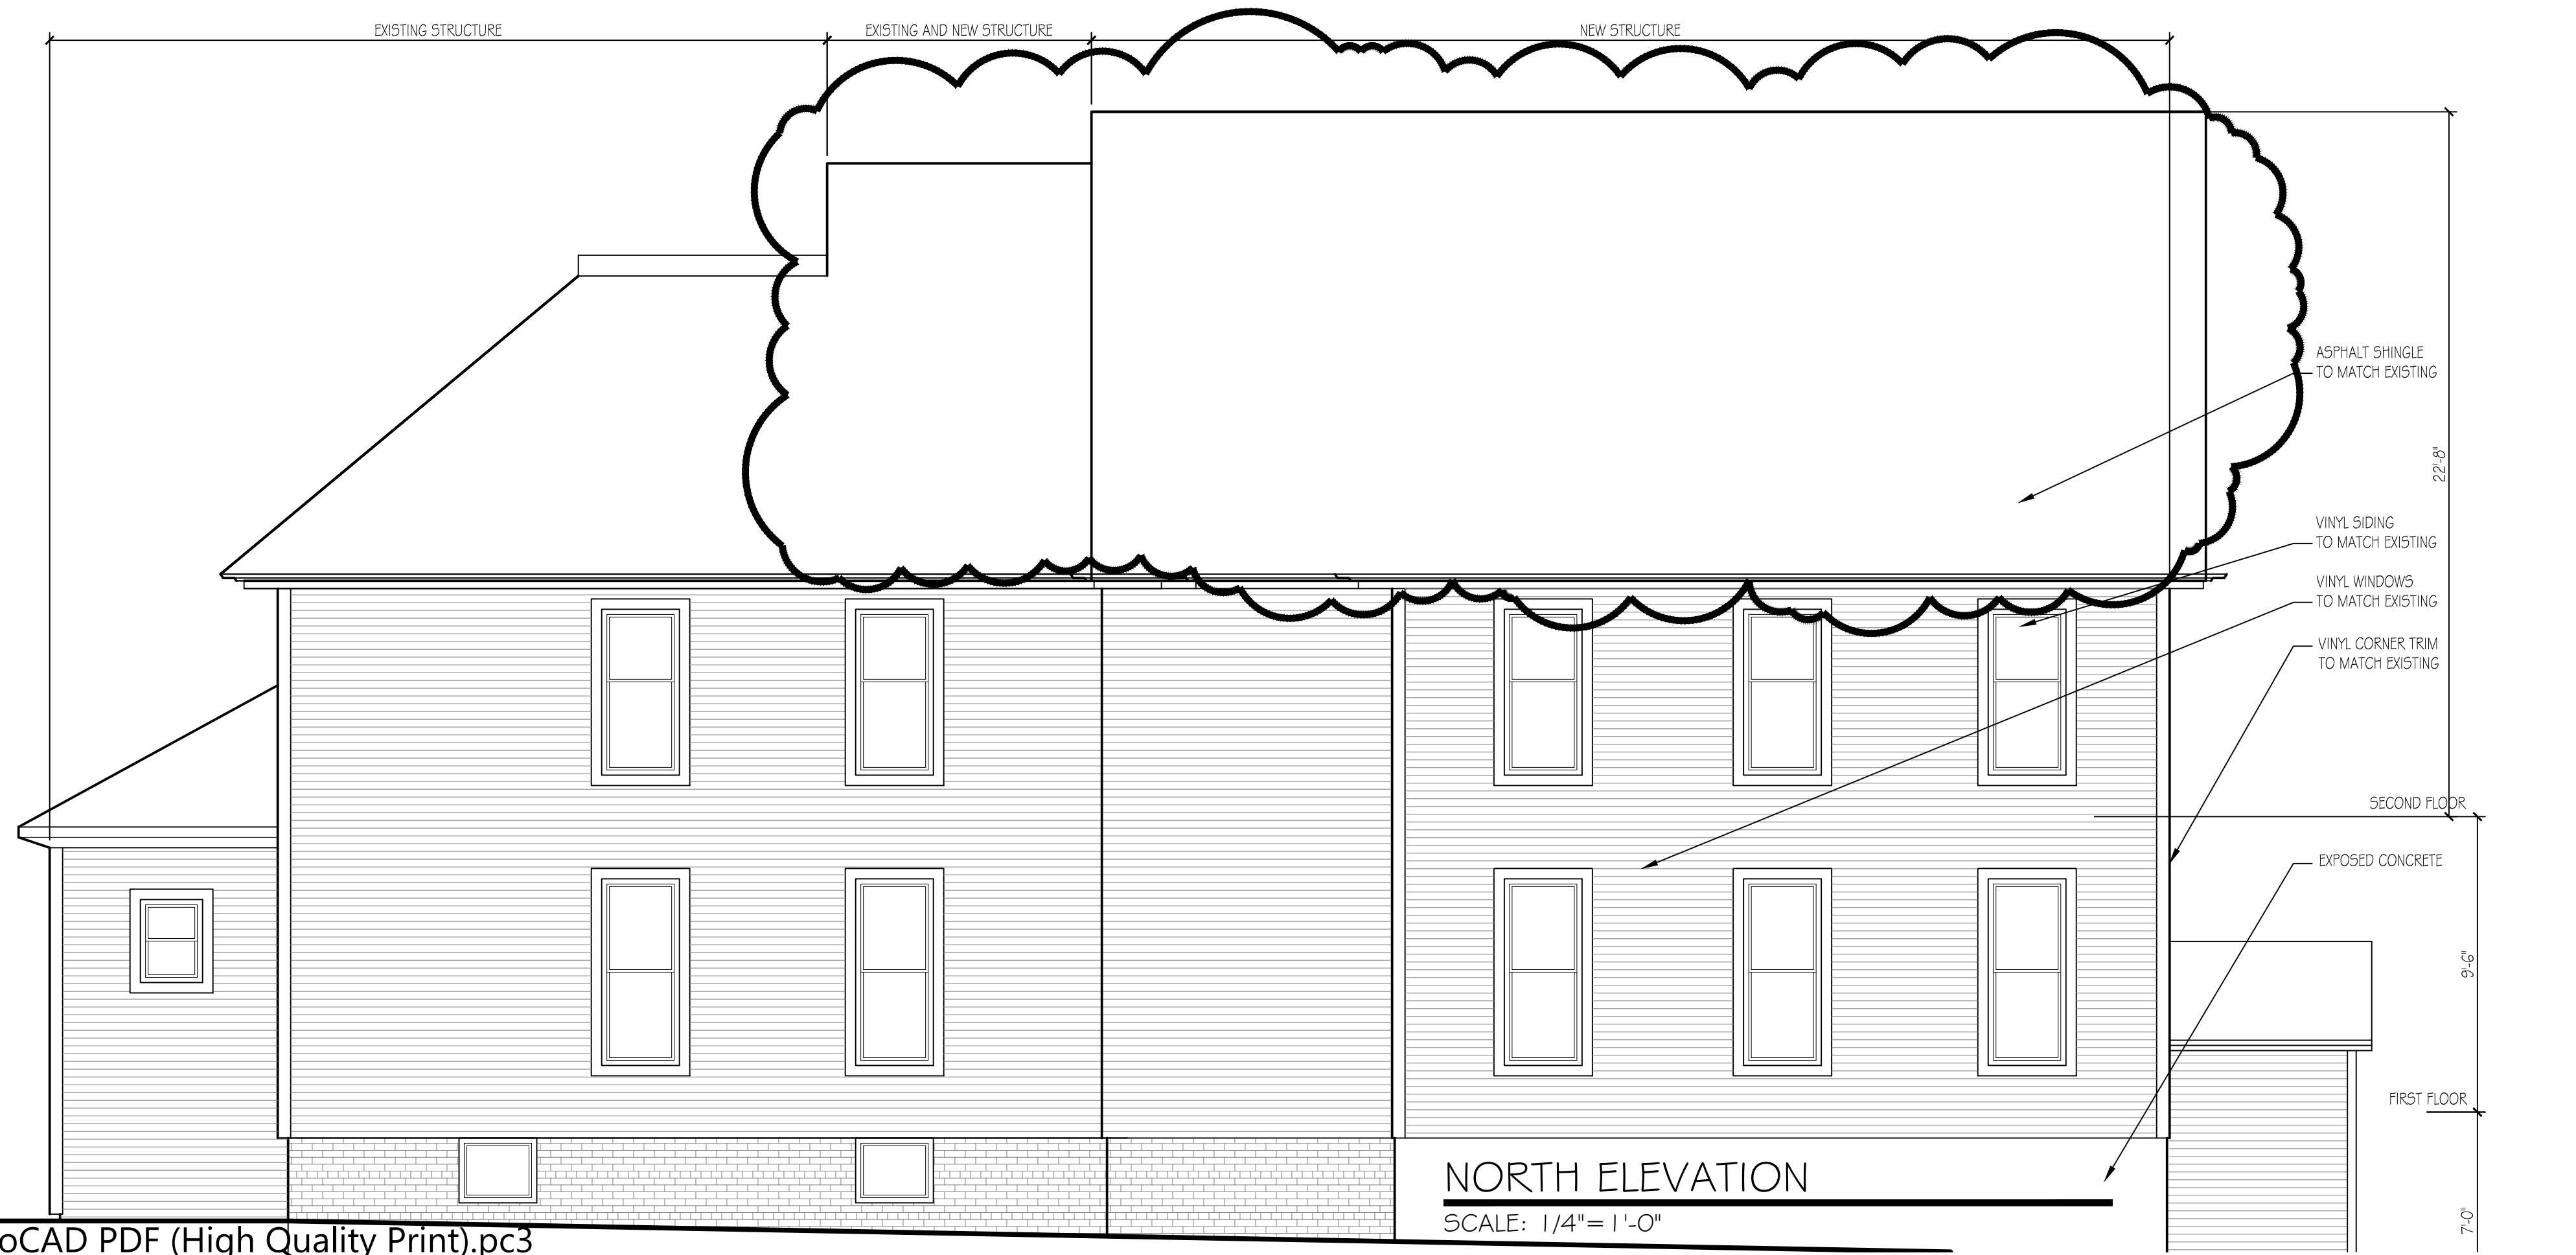 EXISTING STRUCTURE
EXISTING AND NEW STRUCTURE
NEW STRUCTURE
ASPHALT SHINGLE
TO MATCH EXISTING
22'-8"
VINYL SIDING
TO MATCH EXISTING
VINYL WINDOWS
TO MATCH EXISTING
VINYL CORNER TRIM
TO MATCH EXISTING
SECOND FLOOR
EXPOSED CONCRETE
9'-6"
FIRST FLOOR
NORTH ELEVATION
SCALE: 1/4"=1'-0"
7'-0"
oCAD PDF (High Quality Print).pc3